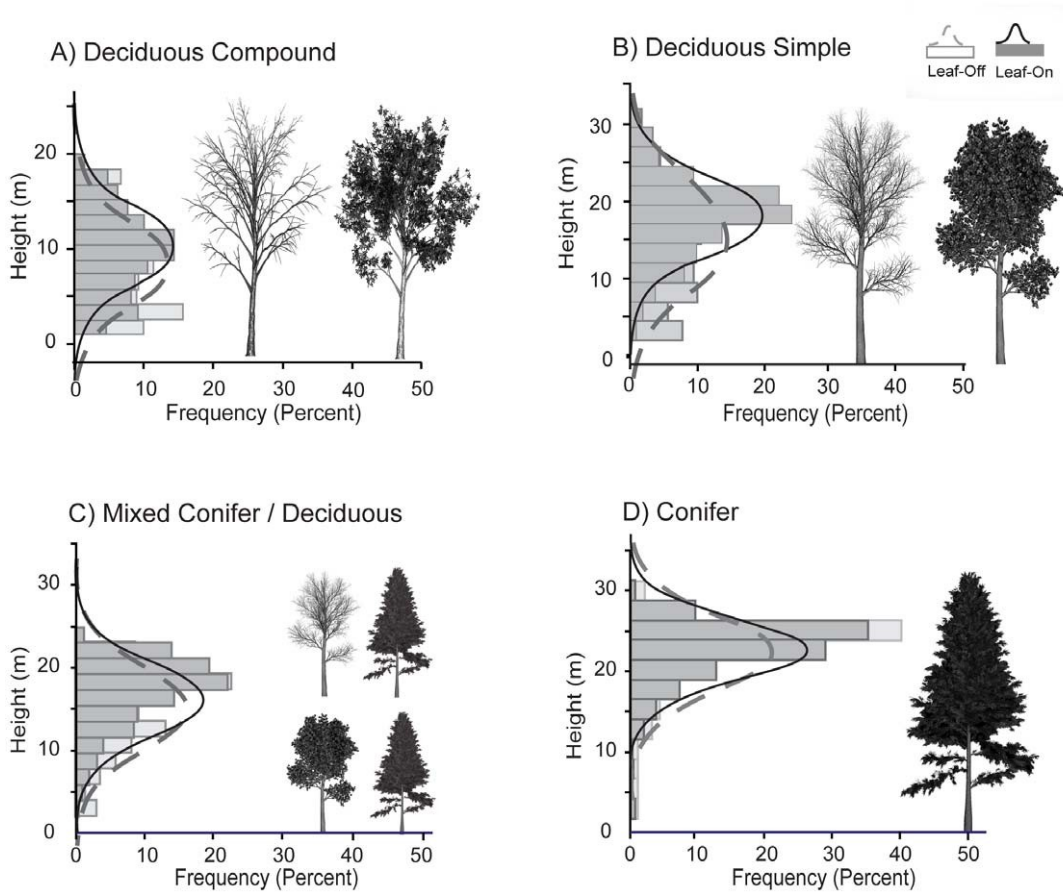 A) Deciduous Compound
Height (m)
20
10
0
0 10 20 30 40 50
Frequency (Percent)
B) Deciduous Simple
Leaf-Off Leaf-On
Height (m)
30
20
10
0
0 10 20 30 40 50
Frequency (Percent)
C) Mixed Conifer / Deciduous
Height (m)
30
20
10
0
0 10 20 30 40 50
Frequency (Percent)
D) Conifer
Height (m)
30
20
10
0
0 10 20 30 40 50
Frequency (Percent)